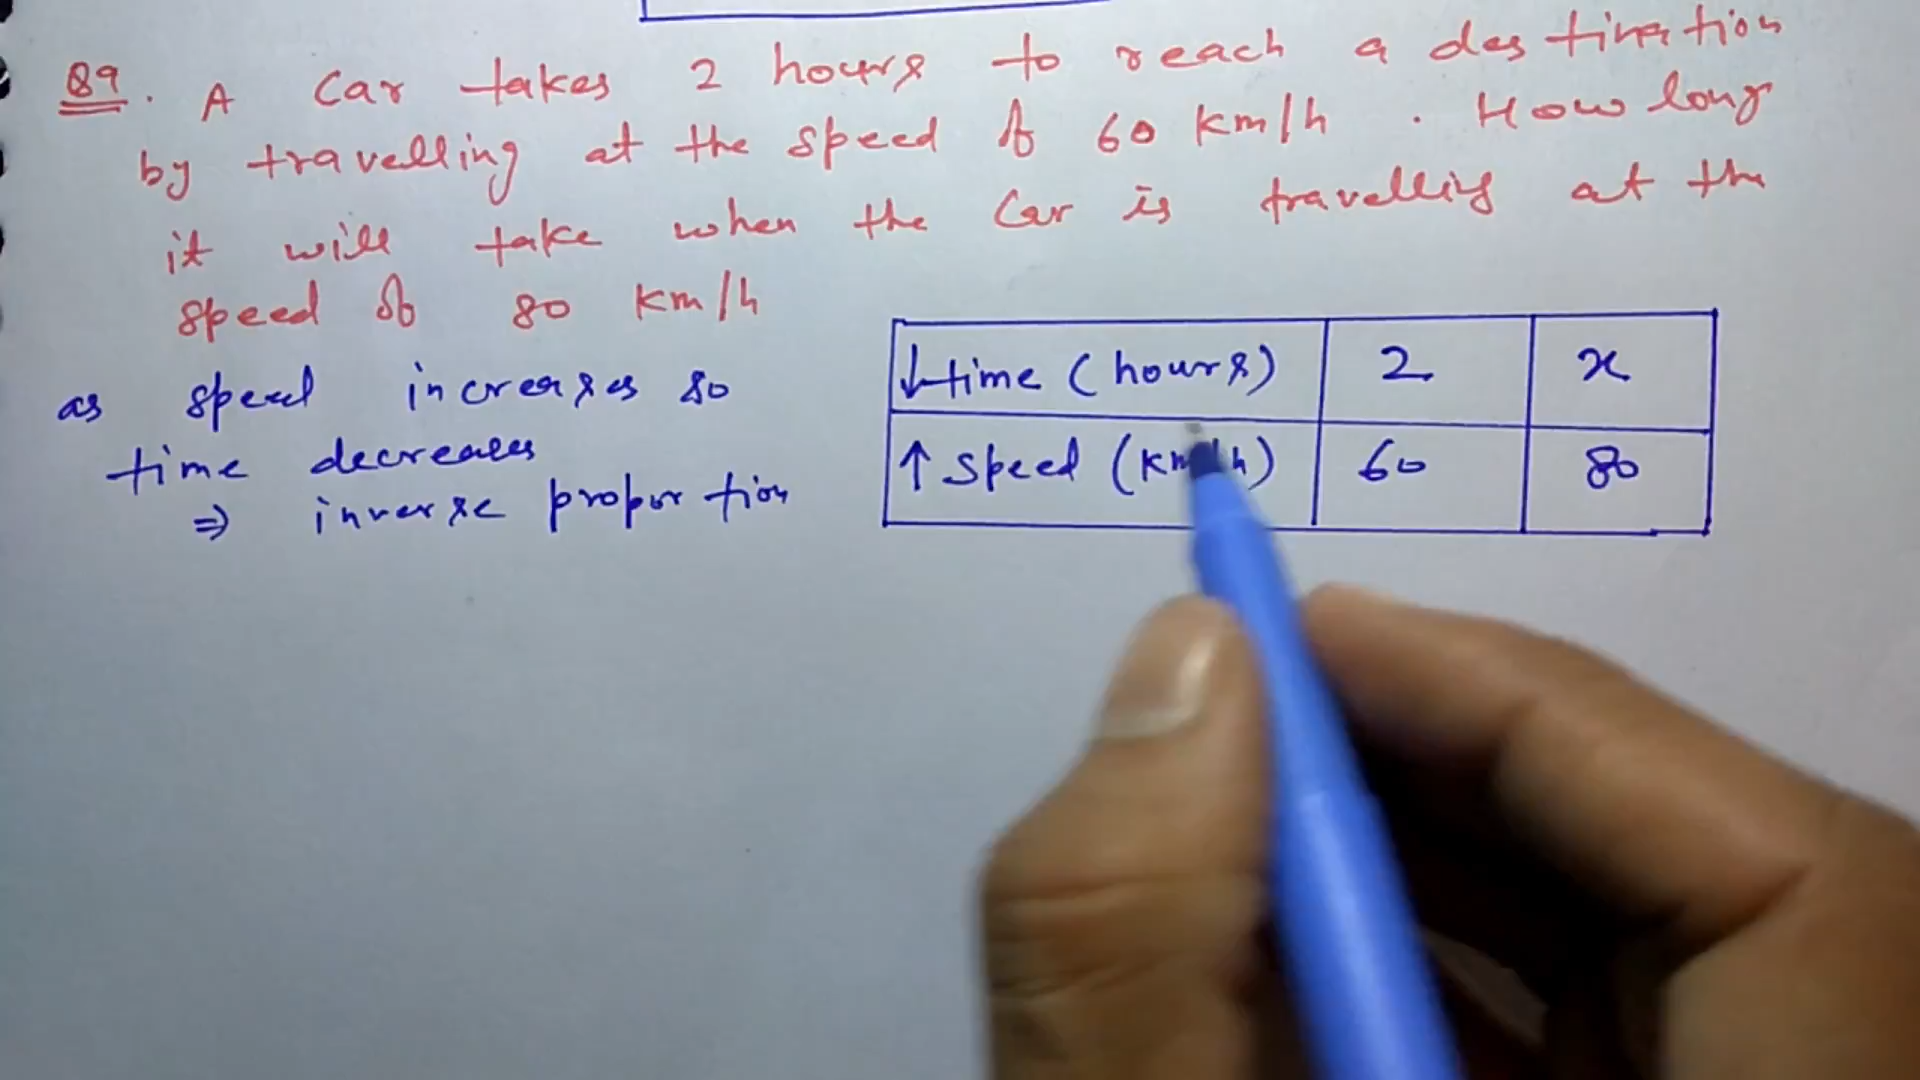 Q9. A Car takes 2 hours to reach a destination
by travelling at the speed of 60 Km/h. How long
it will take when the Car is travellig at the
speed of 80 Km/h
as speed increases so
time decreases
⇒ inverse proportion
↓ time (hours) 2 x
↑ Speed (Km/h) 60 80